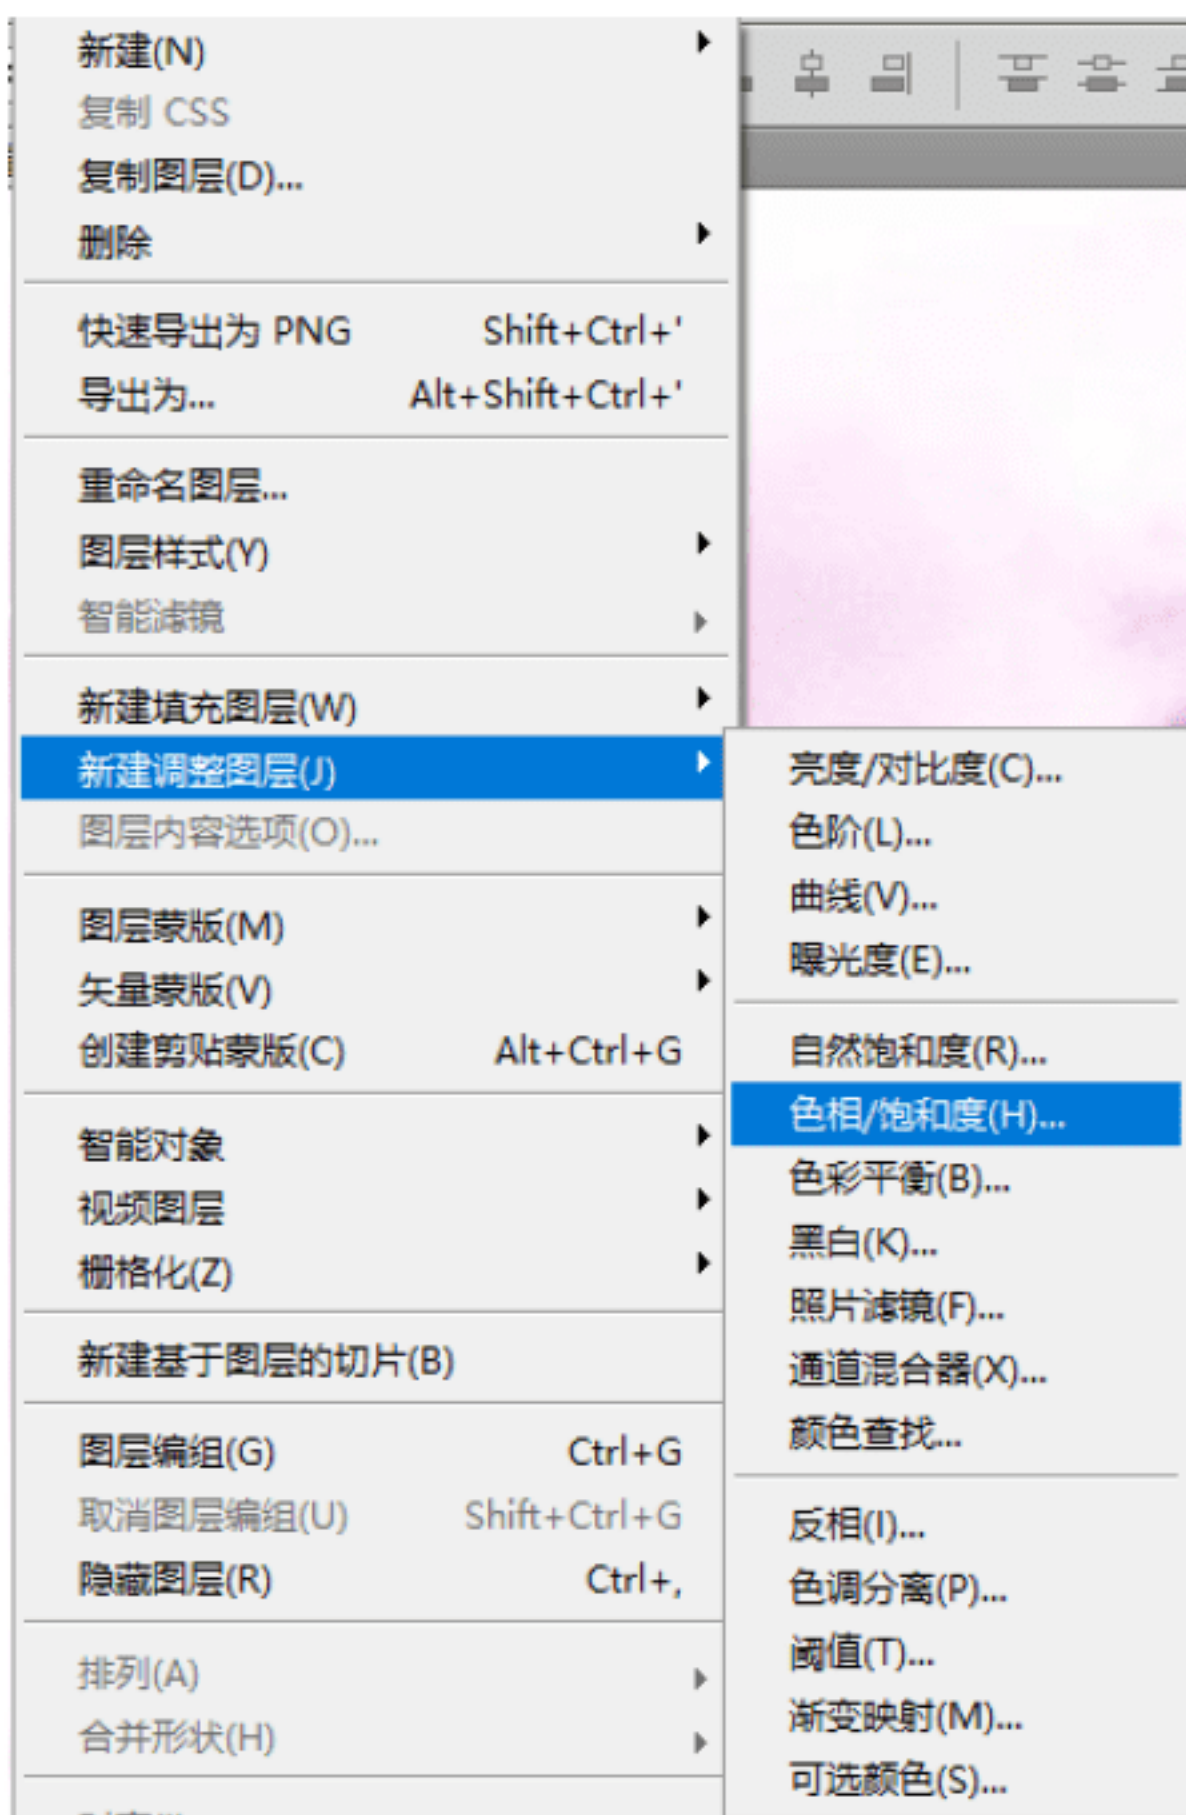 新建(N)
复制 CSS
复制图层(D)...
删除
快速导出为 PNG Shift+Ctrl+'
导出为... Alt+Shift+Ctrl+'
重命名图层...
图层样式(Y)
智能滤镜
新建填充图层(W)
新建调整图层(J)
图层内容选项(O)...
图层蒙版(M)
矢量蒙版(V)
创建剪贴蒙版(C) Alt+Ctrl+G
智能对象
视频图层
栅格化(Z)
新建基于图层的切片(B)
图层编组(G) Ctrl+G
取消图层编组(U) Shift+Ctrl+G
隐藏图层(R) Ctrl+,
排列(A)
合并形状(H)
亮度/对比度(C)...
色阶(L)...
曲线(V)...
曝光度(E)...
自然饱和度(R)...
色相/饱和度(H)...
色彩平衡(B)...
黑白(K)...
照片滤镜(F)...
通道混合器(X)...
颜色查找...
反相(I)...
色调分离(P)...
阈值(T)...
渐变映射(M)...
可选颜色(S)...